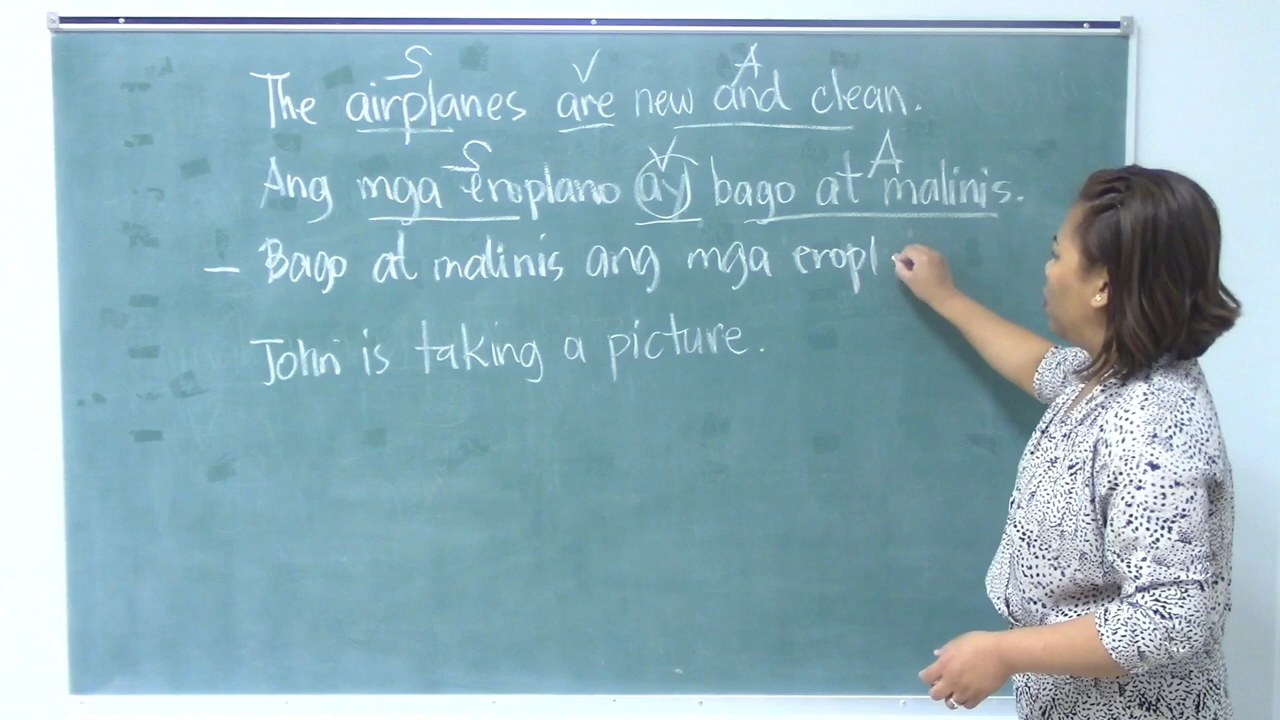 S V A
The airplanes are new and clean.
S V A
Ang mga eroplano ay bago at malinis.
– Bago at malinis ang mga eropl
John is taking a picture.